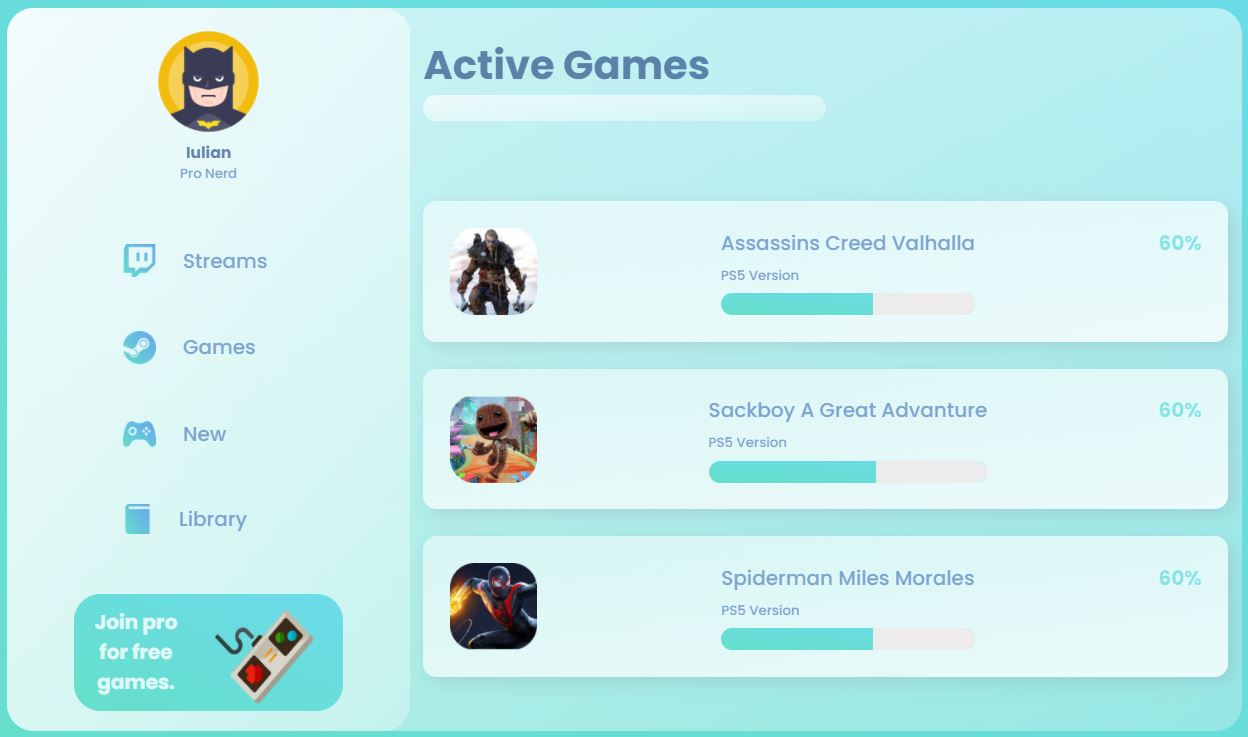 Iulian
Pro Nerd
Streams
Games
New
Library
Join pro
for free
games.
Active Games
Assassins Creed Valhalla
60%
PS5 Version
Sackboy A Great Advanture
60%
PS5 Version
Spiderman Miles Morales
60%
PS5 Version